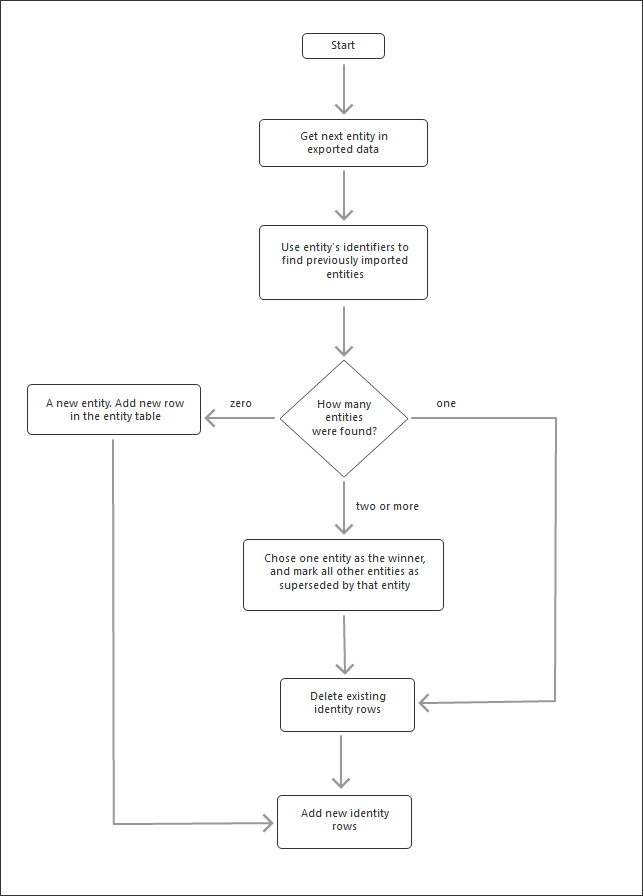 Start
Get next entity in
exported data
Use entity's identifiers to
find previously imported
entities
How many
entities
were found?
zero
one
A new entity. Add new row
in the entity table
two or more
Chose one entity as the winner,
and mark all other entities as
superseded by that entity
Delete existing
identity rows
Add new identity
rows